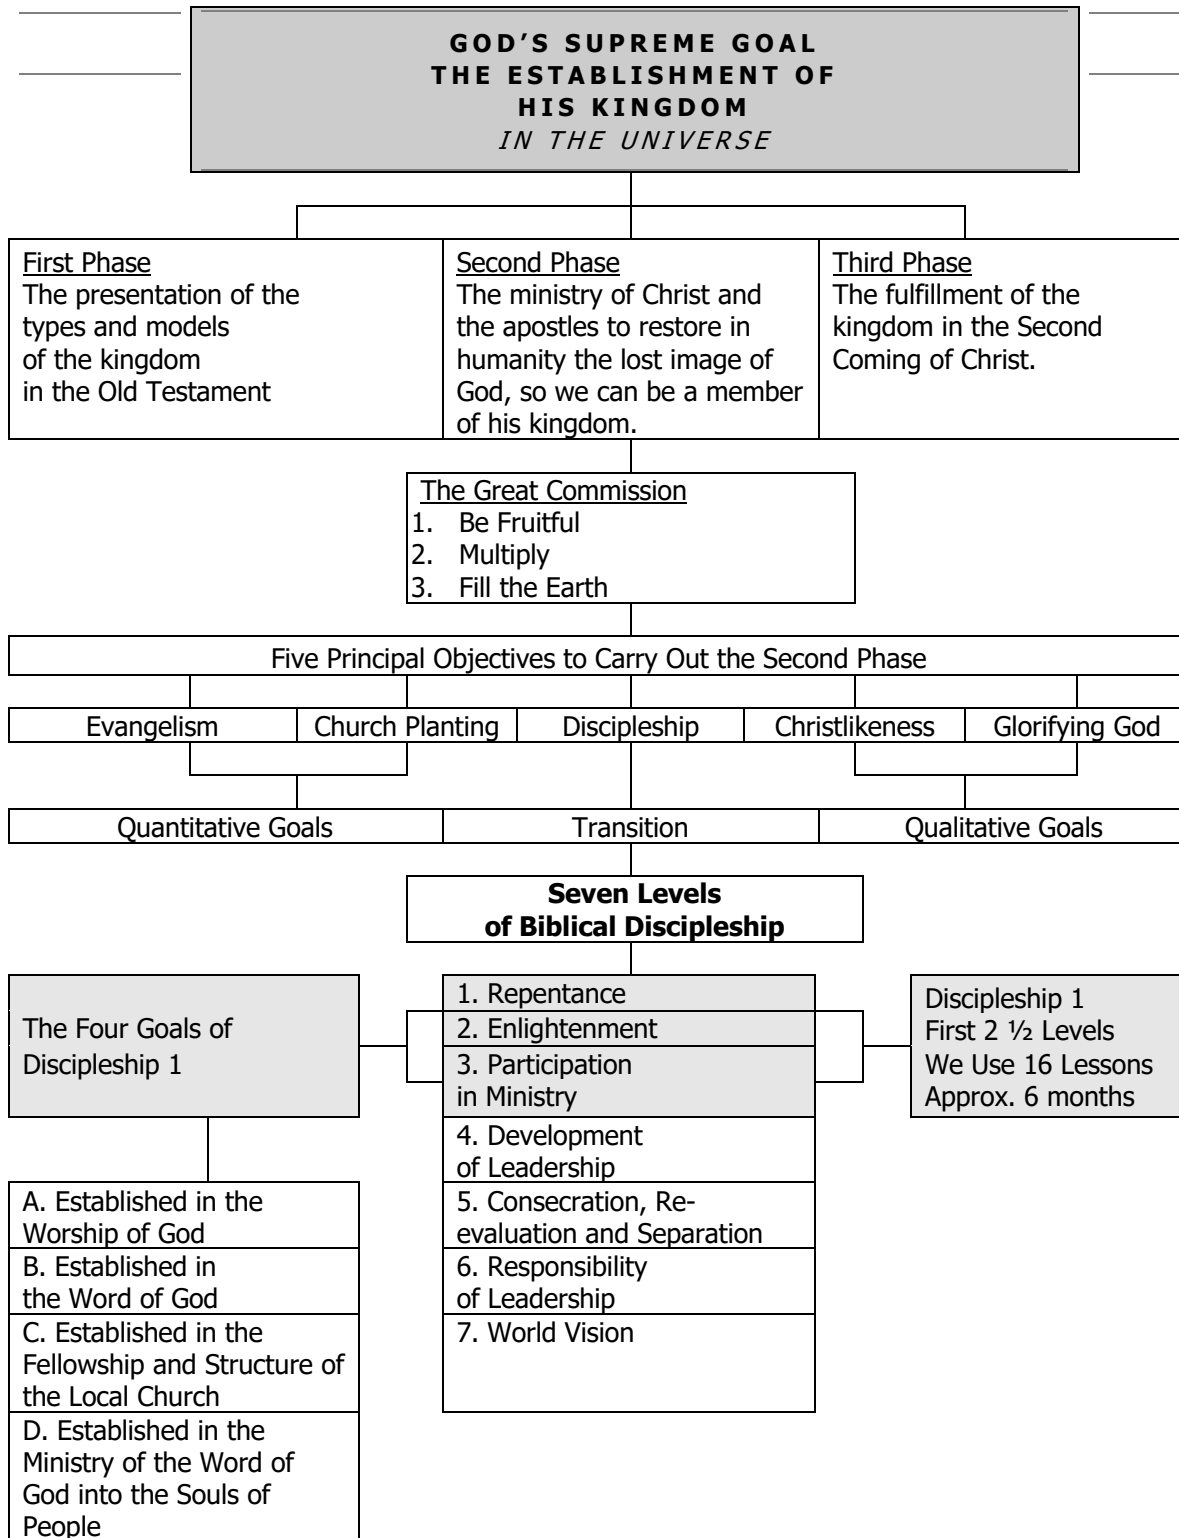 GOD'S SUPREME GOAL
THE ESTABLISHMENT OF
HIS KINGDOM
IN THE UNIVERSE
First Phase
The presentation of the
types and models
of the kingdom
in the Old Testament
Second Phase
The ministry of Christ and
the apostles to restore in
humanity the lost image of
God, so we can be a member
of his kingdom.
Third Phase
The fulfillment of the
kingdom in the Second
Coming of Christ.
The Great Commission
1. Be Fruitful
2. Multiply
3. Fill the Earth
Five Principal Objectives to Carry Out the Second Phase
Evangelism
Church Planting
Discipleship
Christlikeness
Glorifying God
Quantitative Goals
Transition
Qualitative Goals
Seven Levels
of Biblical Discipleship
The Four Goals of
Discipleship 1
1. Repentance
2. Enlightenment
3. Participation
in Ministry
4. Development
of Leadership
5. Consecration, Re-
evaluation and Separation
6. Responsibility
of Leadership
7. World Vision
Discipleship 1
First 2 ½ Levels
We Use 16 Lessons
Approx. 6 months
A. Established in the
Worship of God
B. Established in
the Word of God
C. Established in the
Fellowship and Structure of
the Local Church
D. Established in the
Ministry of the Word of
God into the Souls of
People